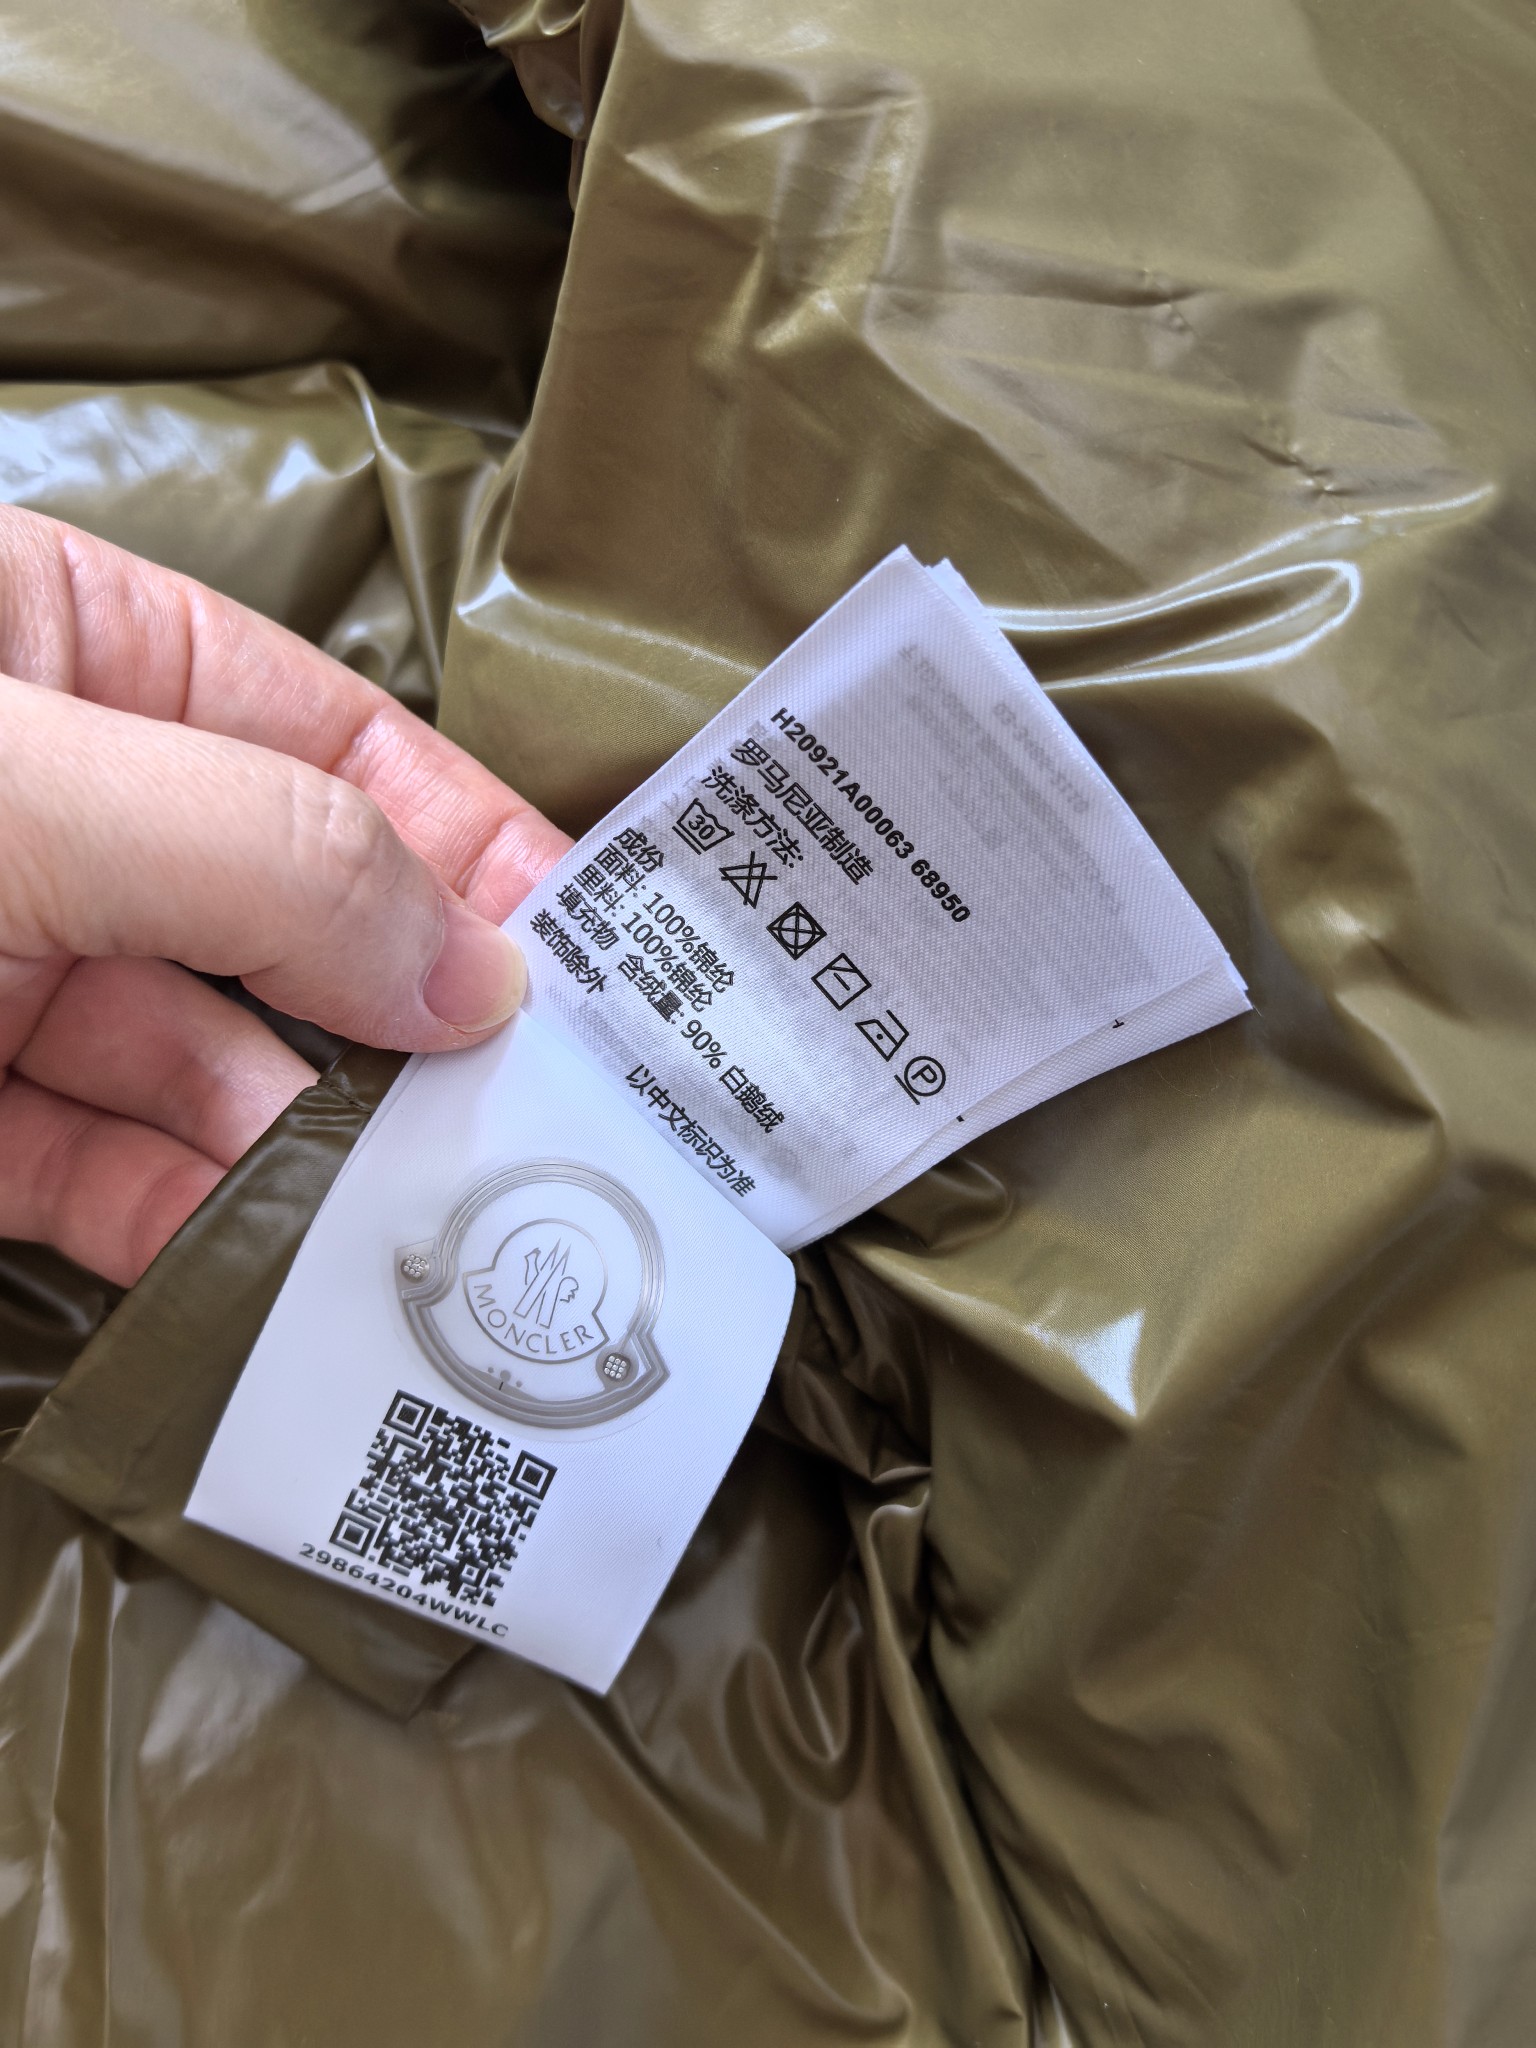 H20921A00063 68950
罗马尼亚制造
洗涤方法:
30
P
成份
面料: 100%锦纶
里料: 100%锦纶
填充物 含绒量: 90% 白鹅绒
装饰除外
以中文标识为准
MONCLER
29864204WWLC